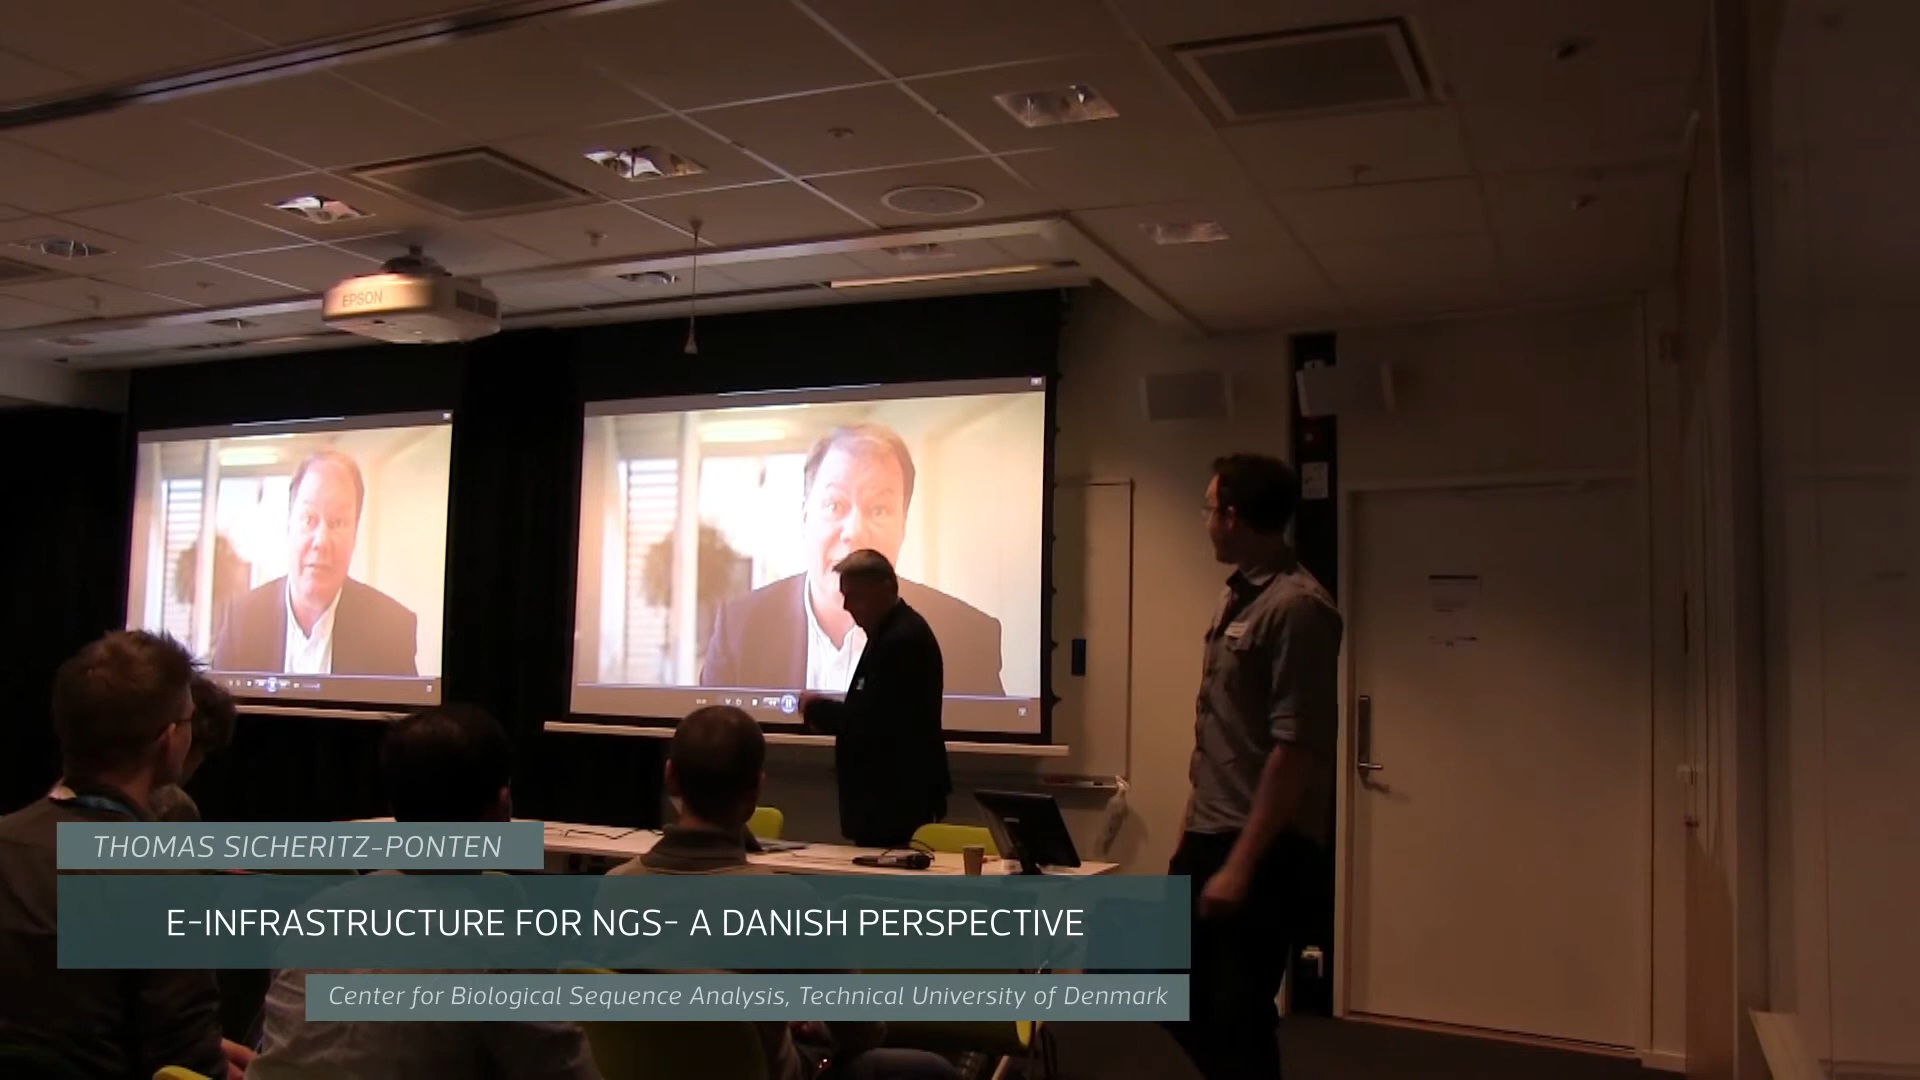 EPSON
THOMAS SICHERITZ-PONTEN
E-INFRASTRUCTURE FOR NGS- A DANISH PERSPECTIVE
Center for Biological Sequence Analysis, Technical University of Denmark